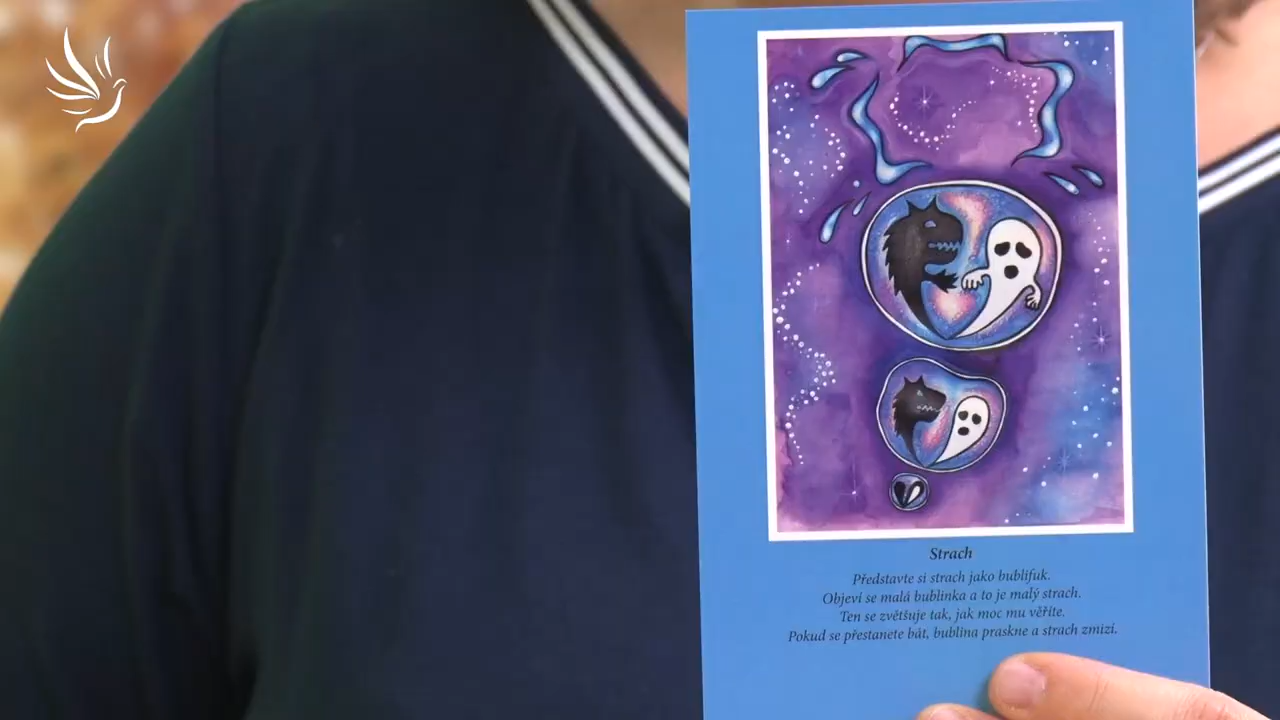 Strach
Představte si strach jako bublifuk.
Objeví se malá bublinka a to je malý strach.
Ten se zvětšuje tak, jak moc mu věříte.
Pokud se přestanete bát, bublina praskne a strach zmizí.